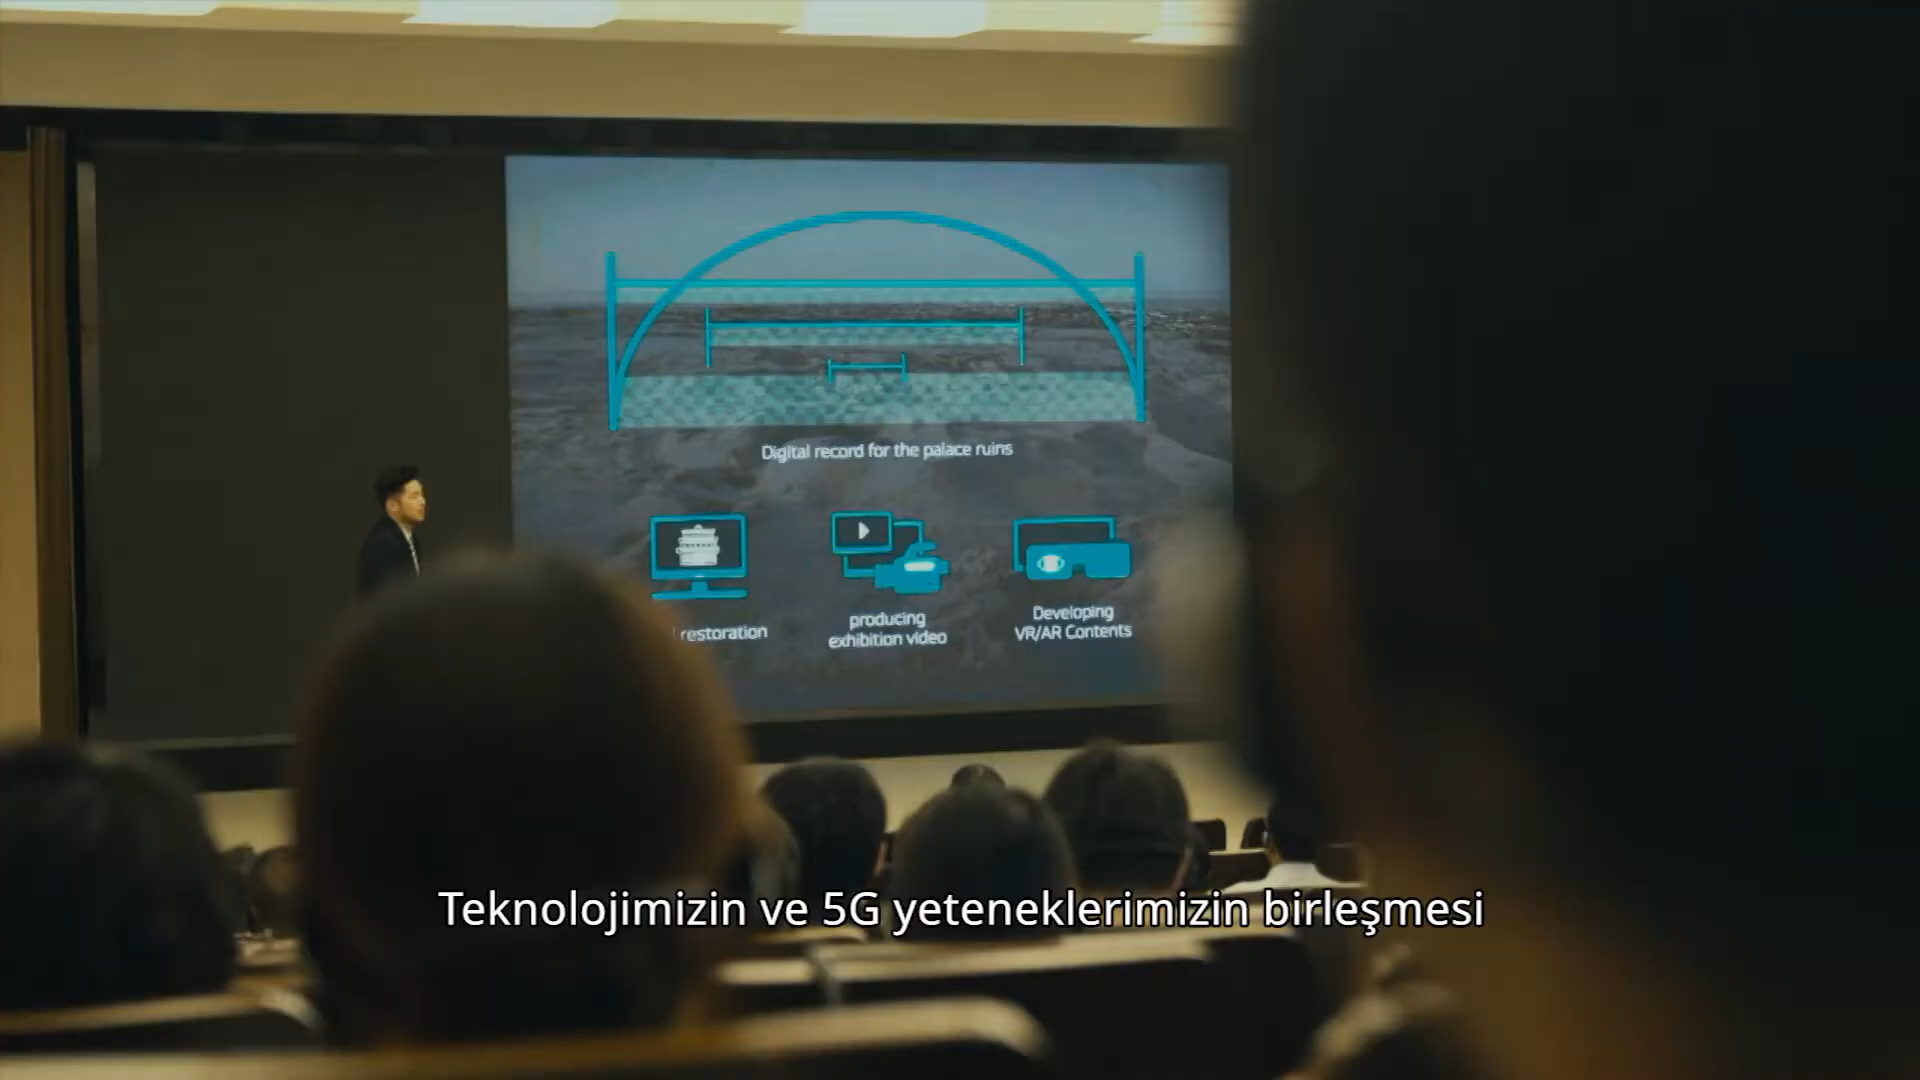 Digital record for the palace ruins
restoration
producing
exhibition video
Developing
VR/AR Contents
Teknolojimizin ve 5G yeteneklerimizin birleşmesi